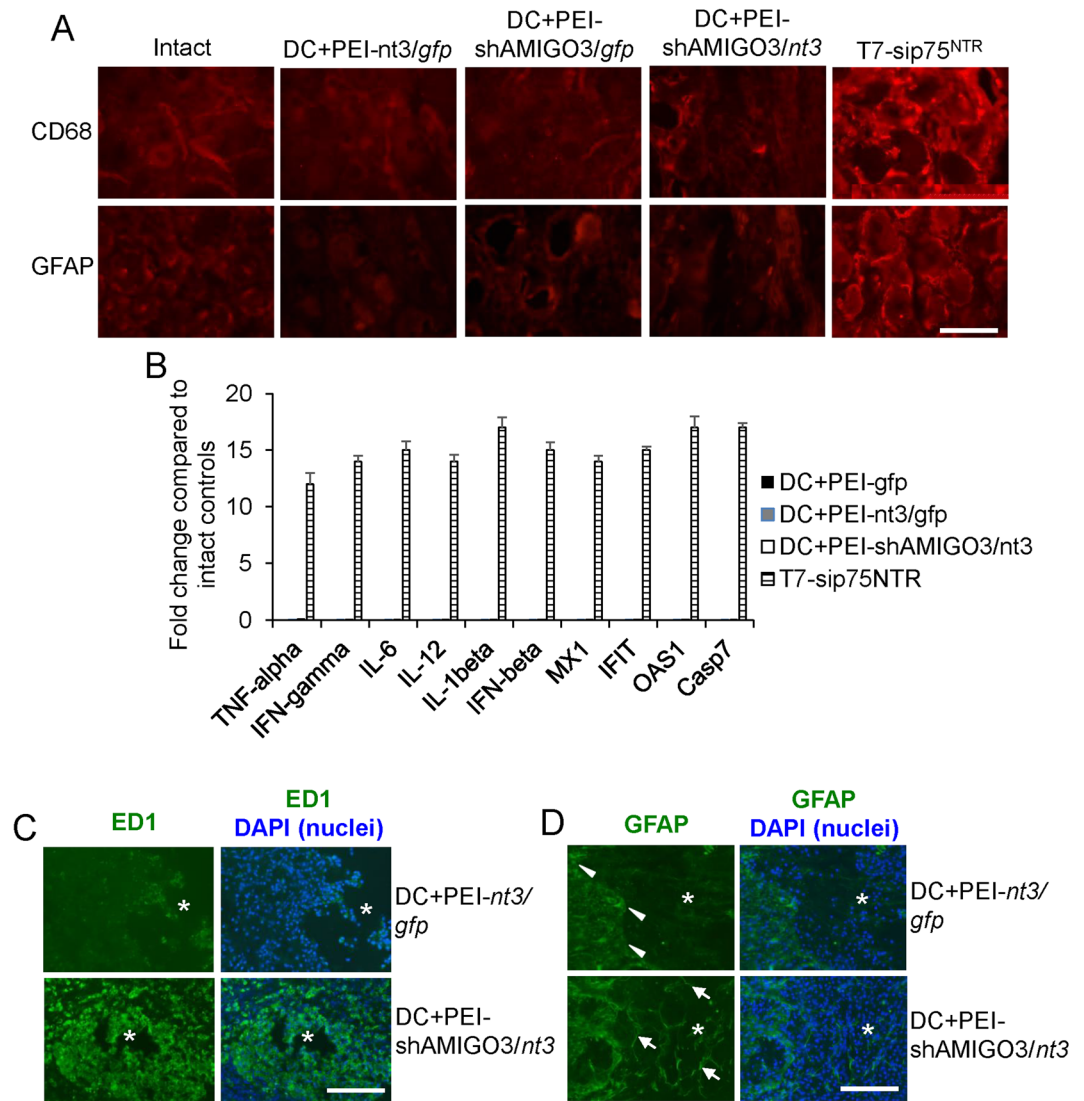 A
Intact
DC+PEI-nt3/gfp
DC+PEI-
shAMIGO3/gfp
DC+PEI-
shAMIGO3/nt3
T7-sip75NTR
CD68
GFAP
B
Fold change compared to
intact controls
20
15
10
5
0
TNF-alpha
IFN-gamma
IL-6
IL-12
IL-1beta
IFN-beta
MX1
IFIT
OAS1
Casp7
DC+PEI-gfp
DC+PEI-nt3/gfp
DC+PEI-shAMIGO3/nt3
T7-sip75NTR
C
ED1
ED1
DAPI (nuclei)
*
*
DC+PEI-nt3/
gfp
*
*
DC+PEI-
shAMIGO3/nt3
D
GFAP
GFAP
DAPI (nuclei)
*
*
DC+PEI-nt3/
gfp
*
*
DC+PEI-
shAMIGO3/nt3